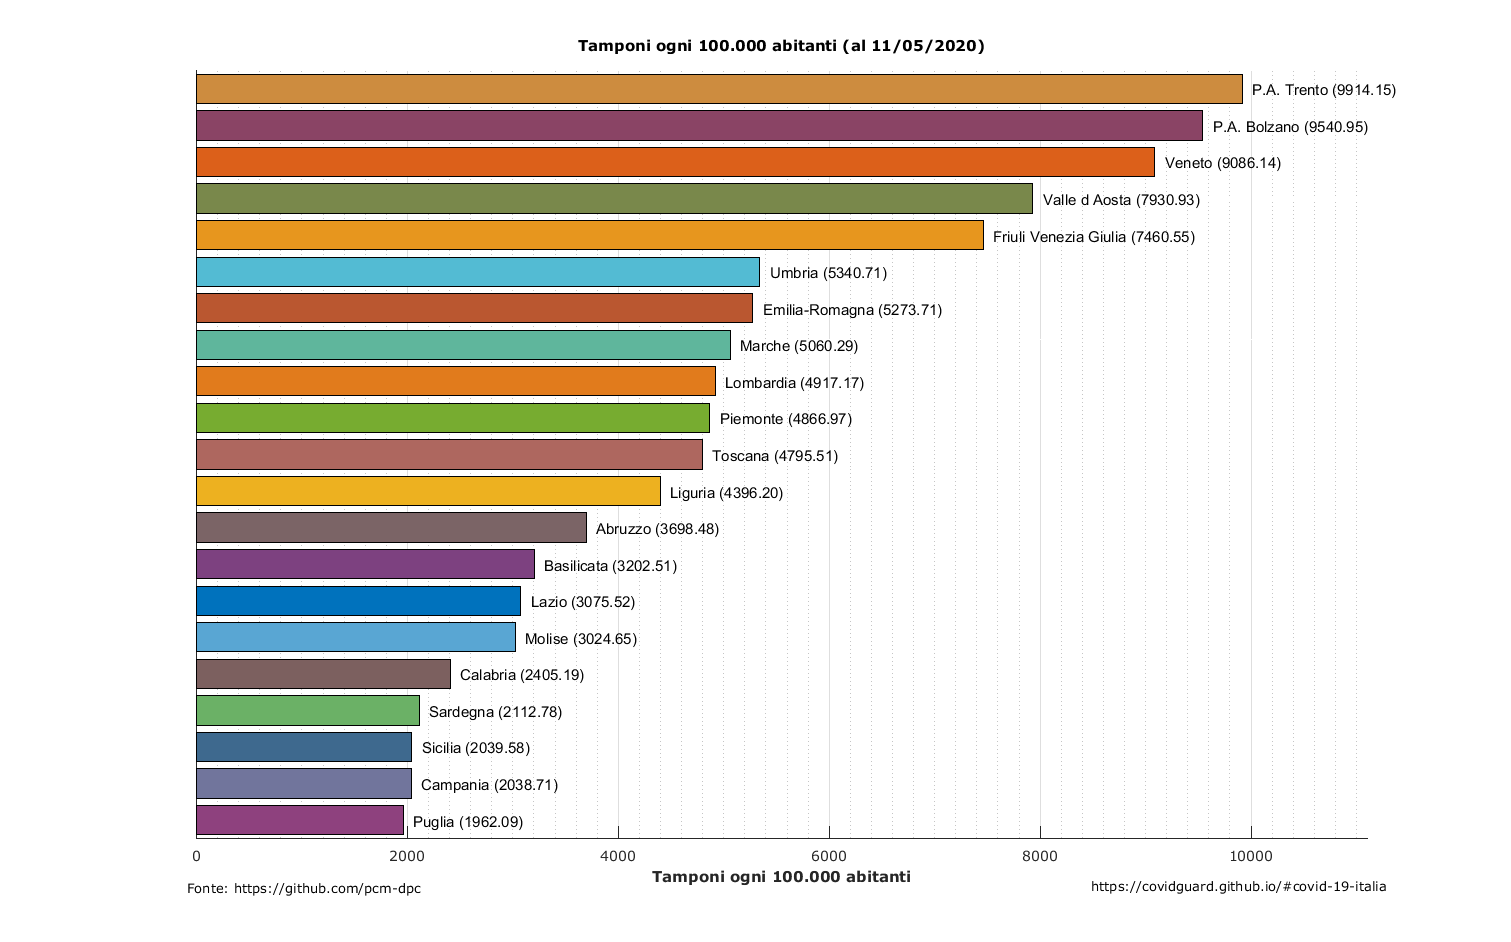 Tamponi ogni 100.000 abitanti (al 11/05/2020)
P.A. Trento (9914.15)
P.A. Bolzano (9540.95)
Veneto (9086.14)
Valle d Aosta (7930.93)
Friuli Venezia Giulia (7460.55)
Umbria (5340.71)
Emilia-Romagna (5273.71)
Marche (5060.29)
Lombardia (4917.17)
Piemonte (4866.97)
Toscana (4795.51)
Liguria (4396.20)
Abruzzo (3698.48)
Basilicata (3202.51)
Lazio (3075.52)
Molise (3024.65)
Calabria (2405.19)
Sardegna (2112.78)
Sicilia (2039.58)
Campania (2038.71)
Puglia (1962.09)
0 2000 4000 6000 8000 10000
Tamponi ogni 100.000 abitanti
Fonte: https://github.com/pcm-dpc
https://covidguard.github.io/#covid-19-italia